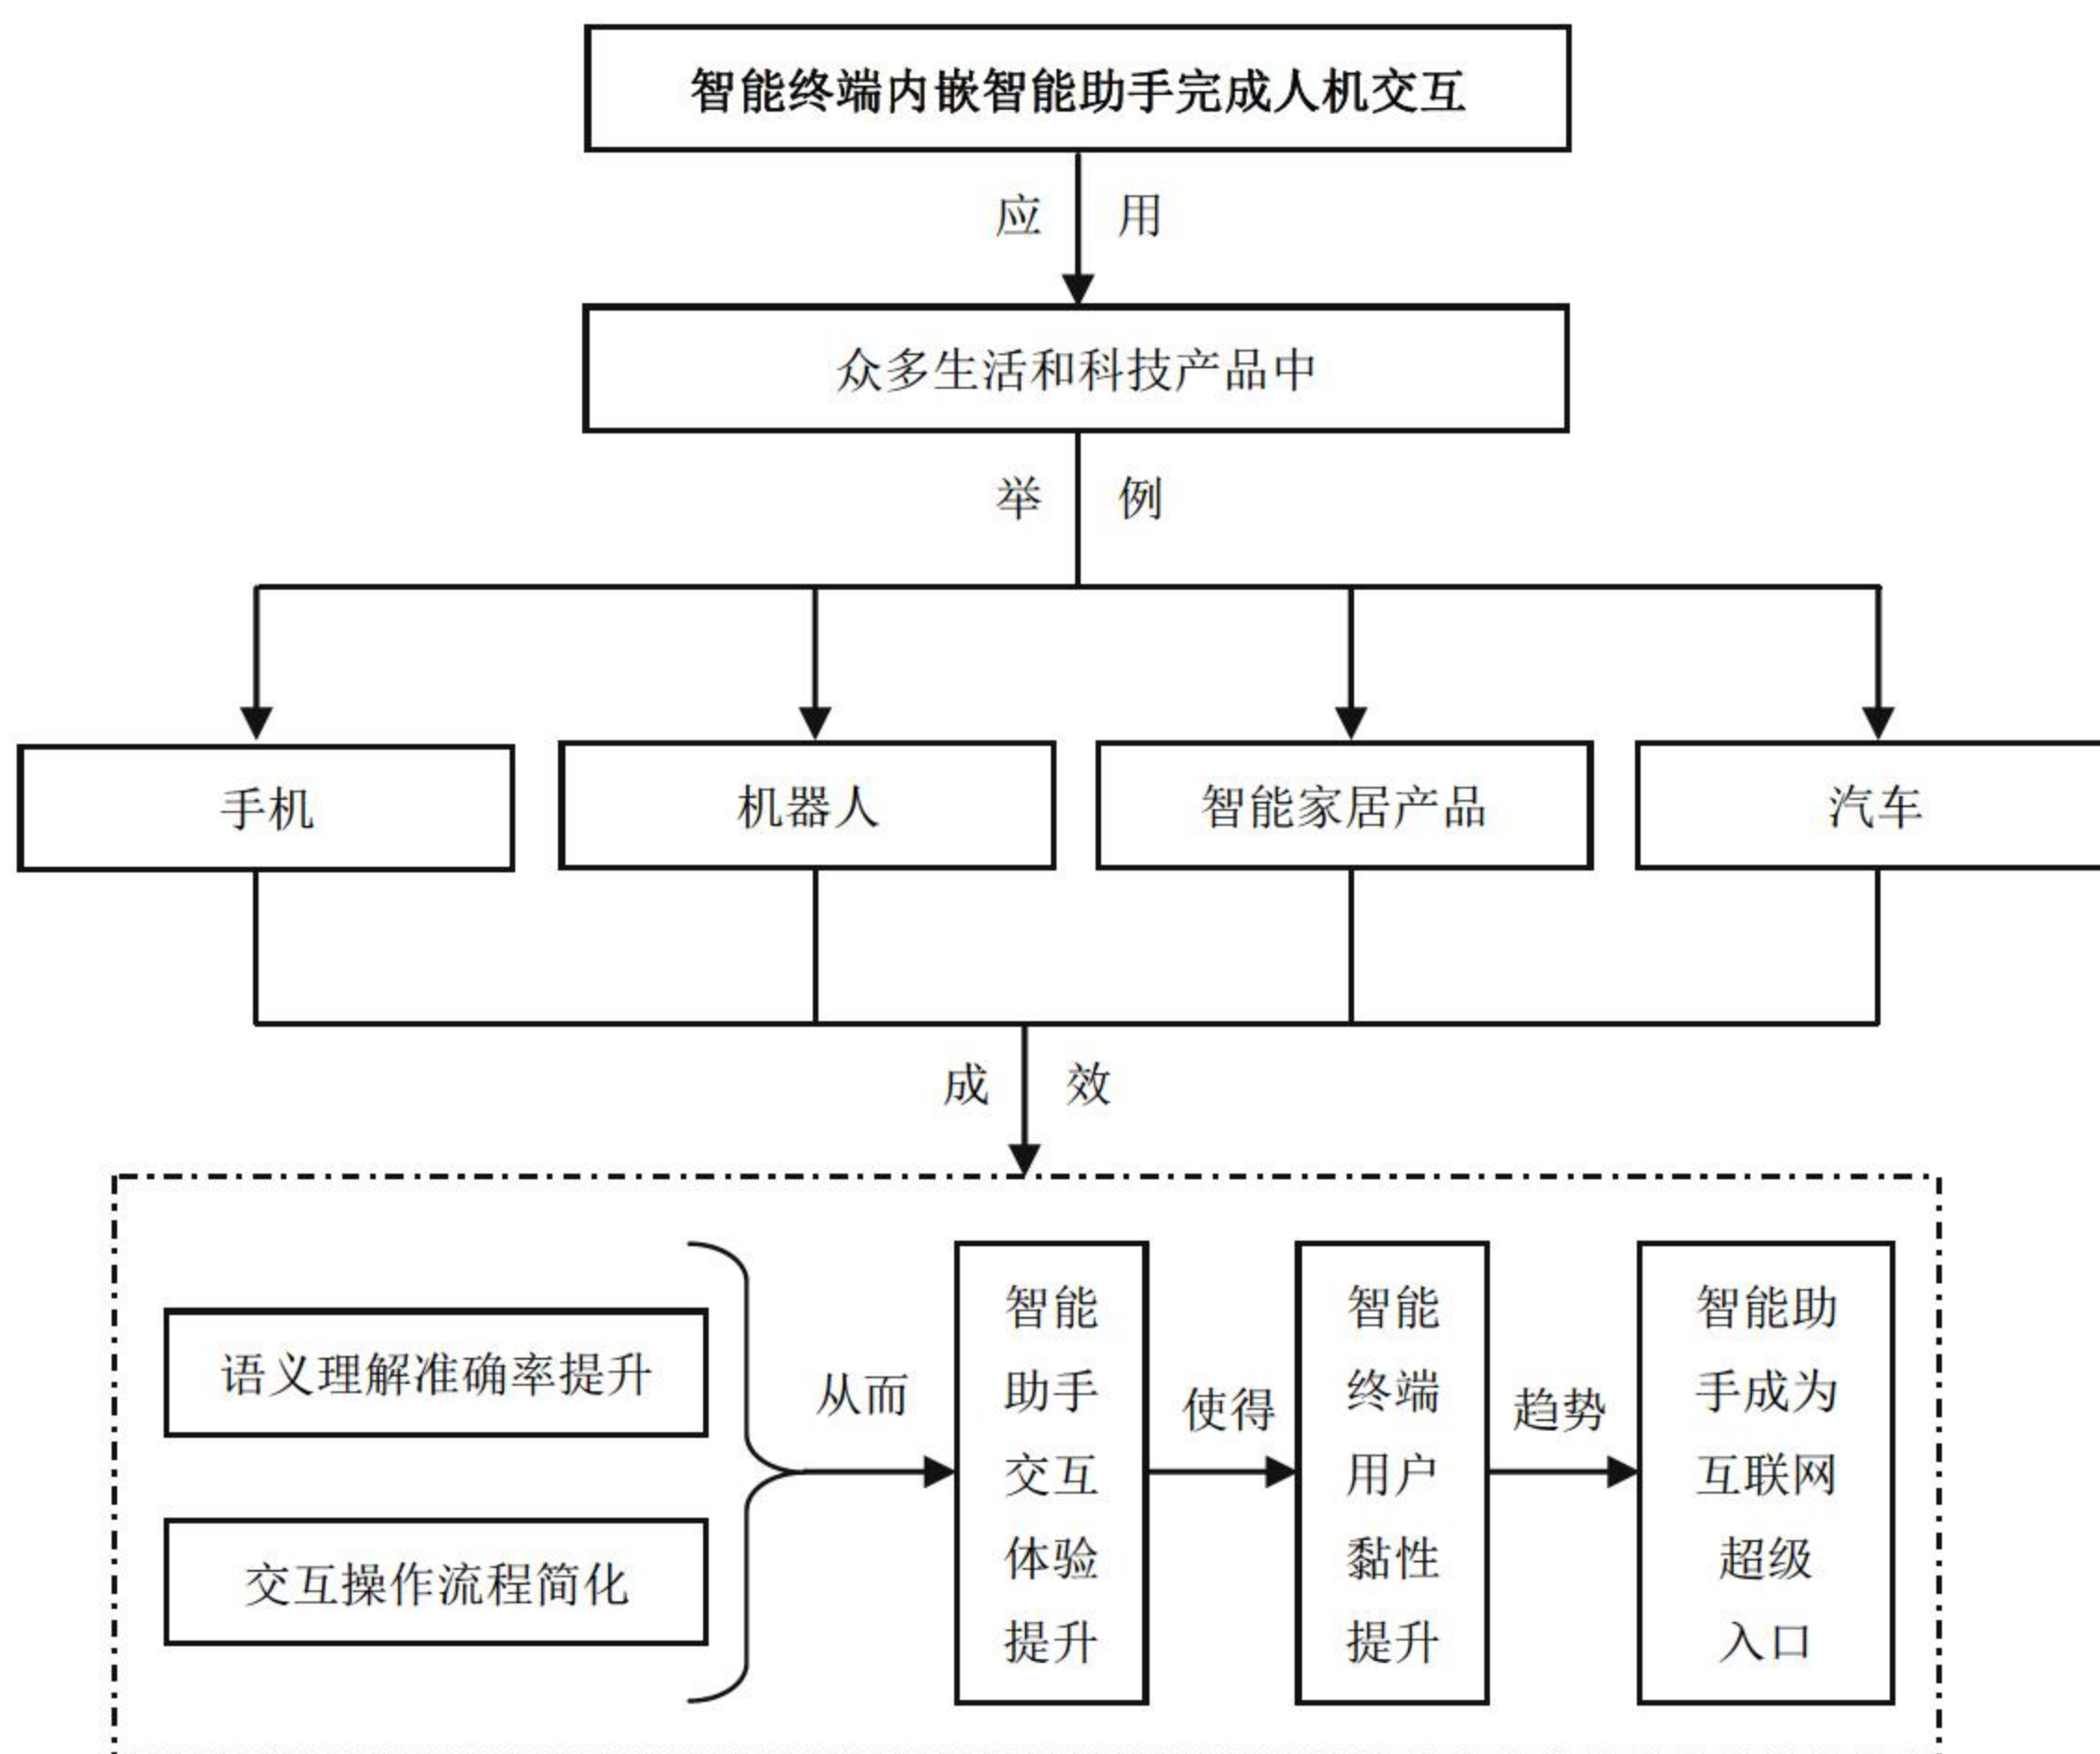 智能终端内嵌智能助手完成人机交互
应用
众多生活和科技产品中
举例
手机
机器人
智能家居产品
汽车
成效
语义理解准确率提升
交互操作流程简化
从而
智能
助手
交互
体验
提升
使得
智能
终端
用户
黏性
提升
趋势
智能助
手成为
互联网
超级
入口